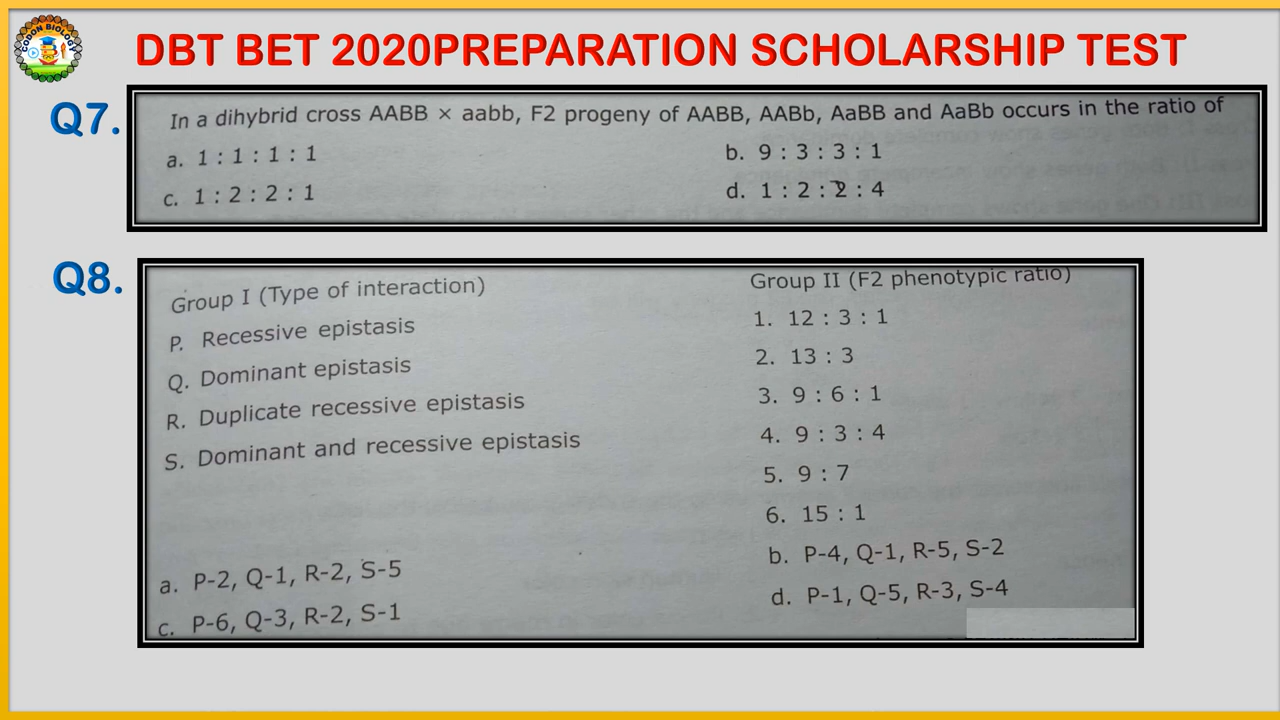 CODON BIOLOGY
DBT BET 2020PREPARATION SCHOLARSHIP TEST
Q7.
In a dihybrid cross AABB × aabb, F2 progeny of AABB, AABb, AaBB and AaBb occurs in the ratio of
a. 1 : 1 : 1 : 1
b. 9 : 3 : 3 : 1
c. 1 : 2 : 2 : 1
d. 1 : 2 : 2 : 4
Q8.
Group I (Type of interaction)
P. Recessive epistasis
Q. Dominant epistasis
R. Duplicate recessive epistasis
S. Dominant and recessive epistasis
Group II (F2 phenotypic ratio)
1. 12 : 3 : 1
2. 13 : 3
3. 9 : 6 : 1
4. 9 : 3 : 4
5. 9 : 7
6. 15 : 1
a. P-2, Q-1, R-2, S-5
b. P-4, Q-1, R-5, S-2
c. P-6, Q-3, R-2, S-1
d. P-1, Q-5, R-3, S-4